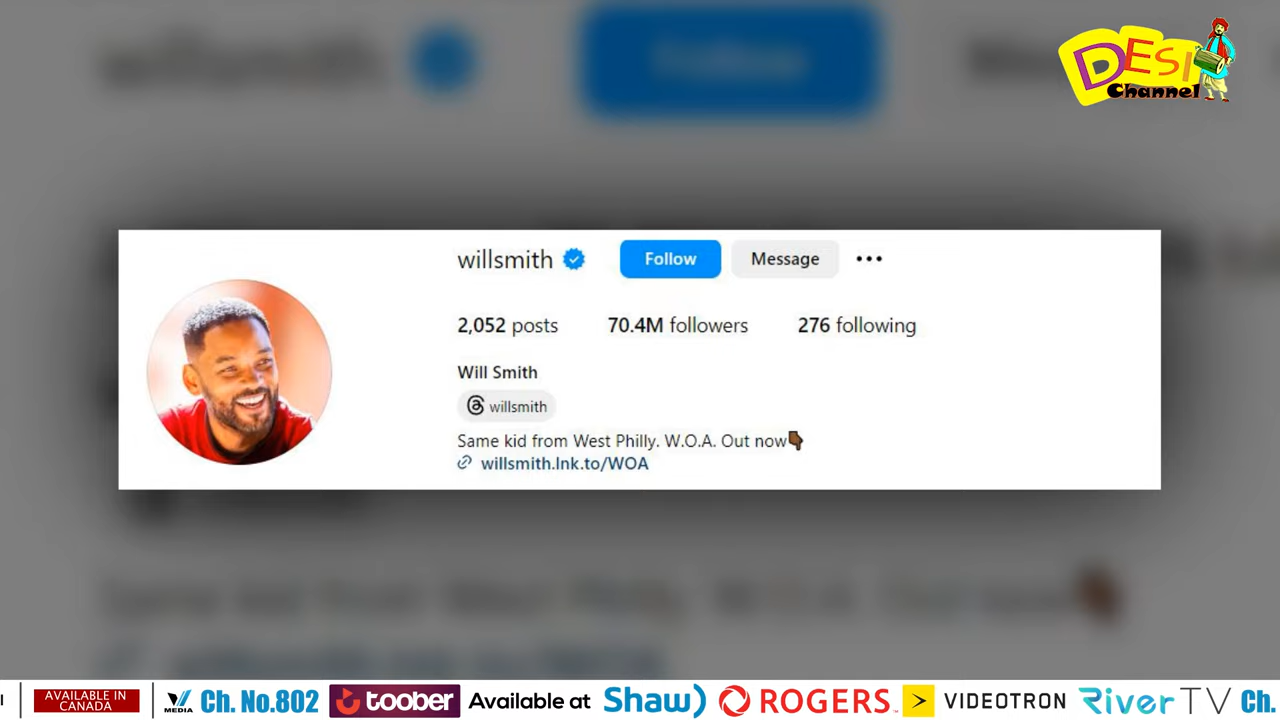 DESI
Channel
willsmith Follow Message
2,052 posts 70.4M followers 276 following
Will Smith
willsmith
Same kid from West Philly. W.O.A. Out now👇🏾
willsmith.lnk.to/WOA
AVAILABLE IN CANADA V MEDIA Ch. No.802 toober Available at Shaw) ROGERS VIDEOTRON RiverTV Ch.